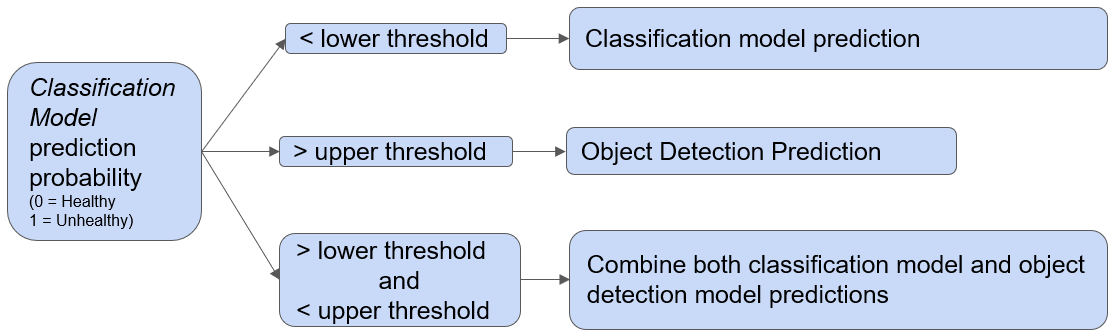 Classification
Model
prediction
probability
(0 = Healthy
1 = Unhealthy)
< lower threshold
Classification model prediction
> upper threshold
Object Detection Prediction
> lower threshold
and
< upper threshold
Combine both classification model and object
detection model predictions